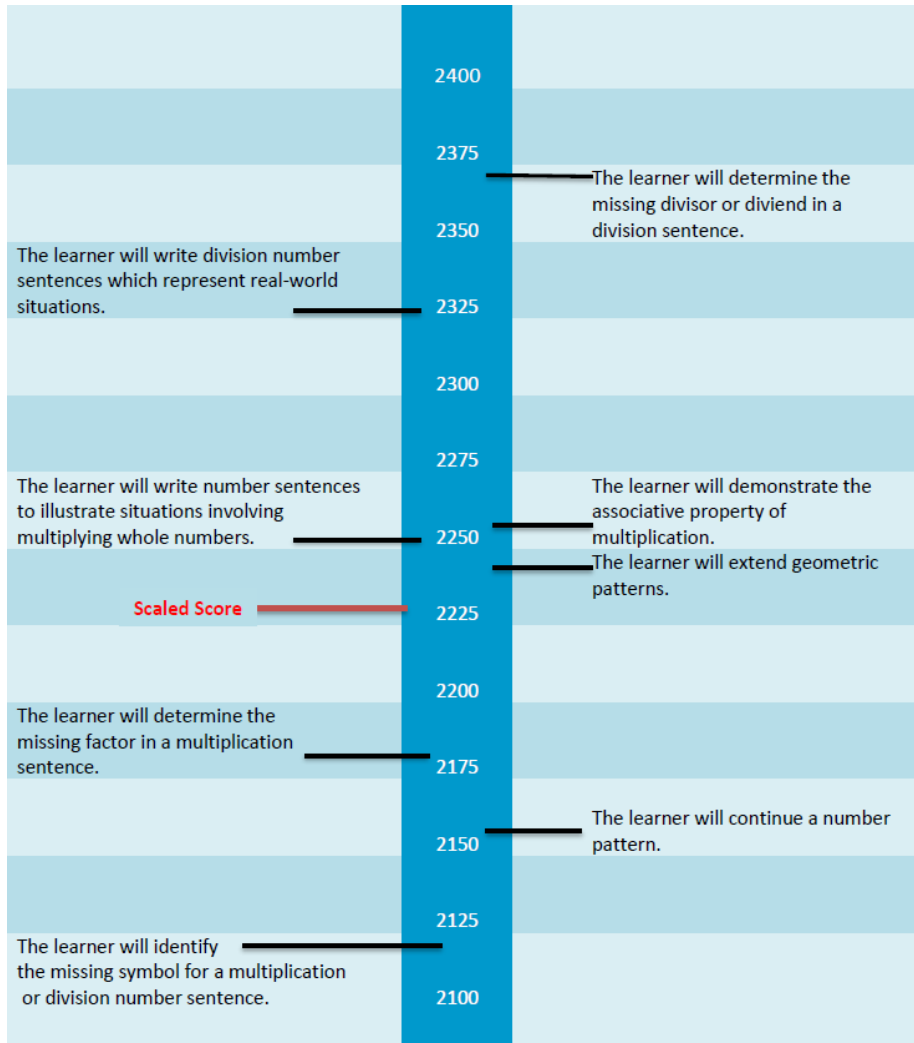 2400
2375
The learner will determine the
missing divisor or diviend in a
division sentence.
2350
The learner will write division number
sentences which represent real-world
situations.
2325
2300
2275
The learner will write number sentences
to illustrate situations involving
multiplying whole numbers.
The learner will demonstrate the
associative property of
multiplication.
2250
The learner will extend geometric
patterns.
Scaled Score
2225
2200
The learner will determine the
missing factor in a multiplication
sentence.
2175
The learner will continue a number
pattern.
2150
2125
The learner will identify
the missing symbol for a multiplication
or division number sentence.
2100